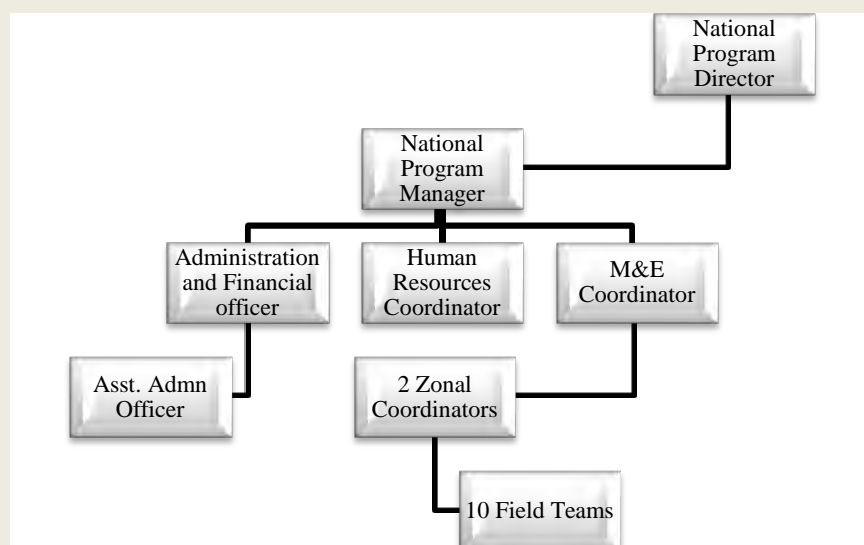 National
Program
Director
National
Program
Manager
Administration
and Financial
officer
Human
Resources
Coordinator
M&E
Coordinator
Asst. Admn
Officer
2 Zonal
Coordinators
10 Field Teams